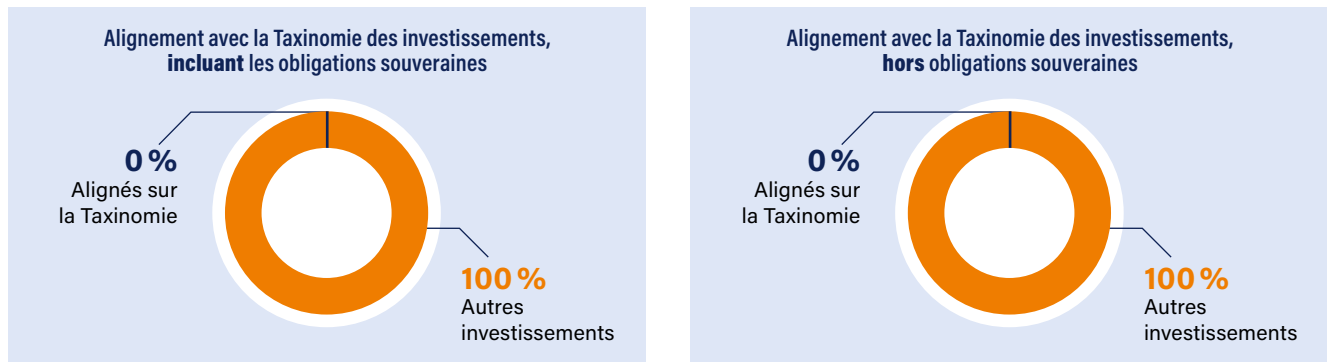 Alignement avec la Taxinomie des investissements,
incluant les obligations souveraines
0 %
Alignés sur
la Taxinomie
100 %
Autres
investissements
Alignement avec la Taxinomie des investissements,
hors obligations souveraines
0 %
Alignés sur
la Taxinomie
100 %
Autres
investissements